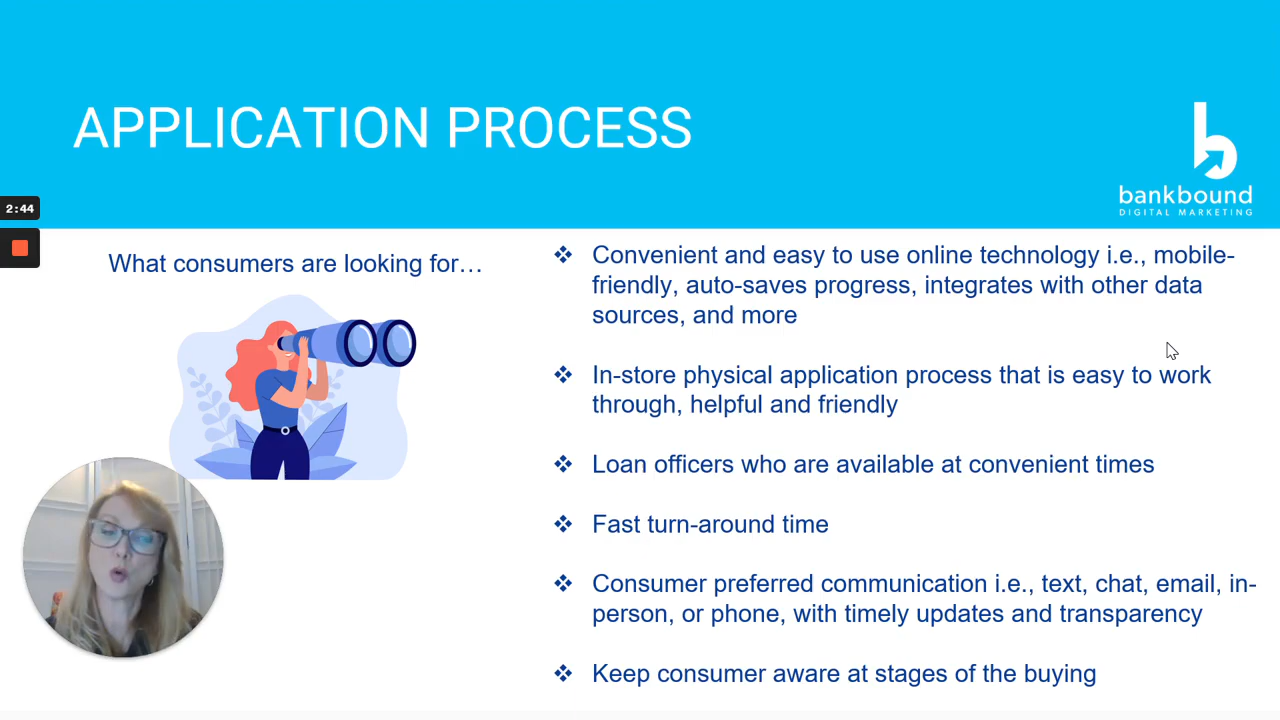 APPLICATION PROCESS
bankbound
DIGITAL MARKETING
2:44
What consumers are looking for…
❖ Convenient and easy to use online technology i.e., mobile-
friendly, auto-saves progress, integrates with other data
sources, and more
❖ In-store physical application process that is easy to work
through, helpful and friendly
❖ Loan officers who are available at convenient times
❖ Fast turn-around time
❖ Consumer preferred communication i.e., text, chat, email, in-
person, or phone, with timely updates and transparency
❖ Keep consumer aware at stages of the buying